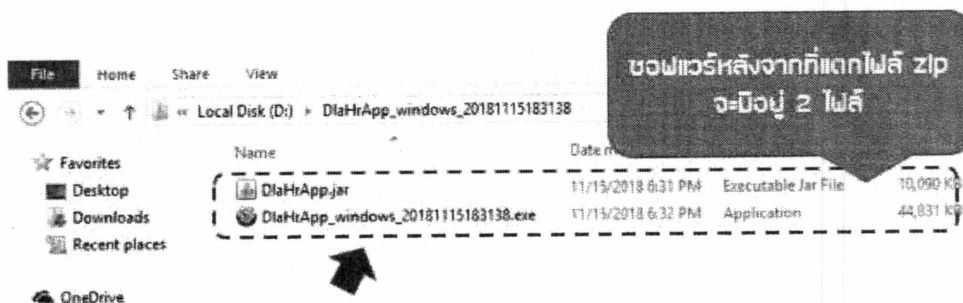 ซอฟแวร์หลังจากที่แตกไฟล์ zip
จะมีอยู่ 2 ไฟล์
File Home Share View
Local Disk (D:) DlaHrApp_windows_20181115183138
Name Date m
Favorites
Desktop
Downloads
Recent places
OneDrive
DlaHrApp.jar 11/15/2018 6:31 PM Executable Jar File 10,090 KB
DlaHrApp_windows_20181115183138.exe 11/15/2018 6:32 PM Application 44,831 KB